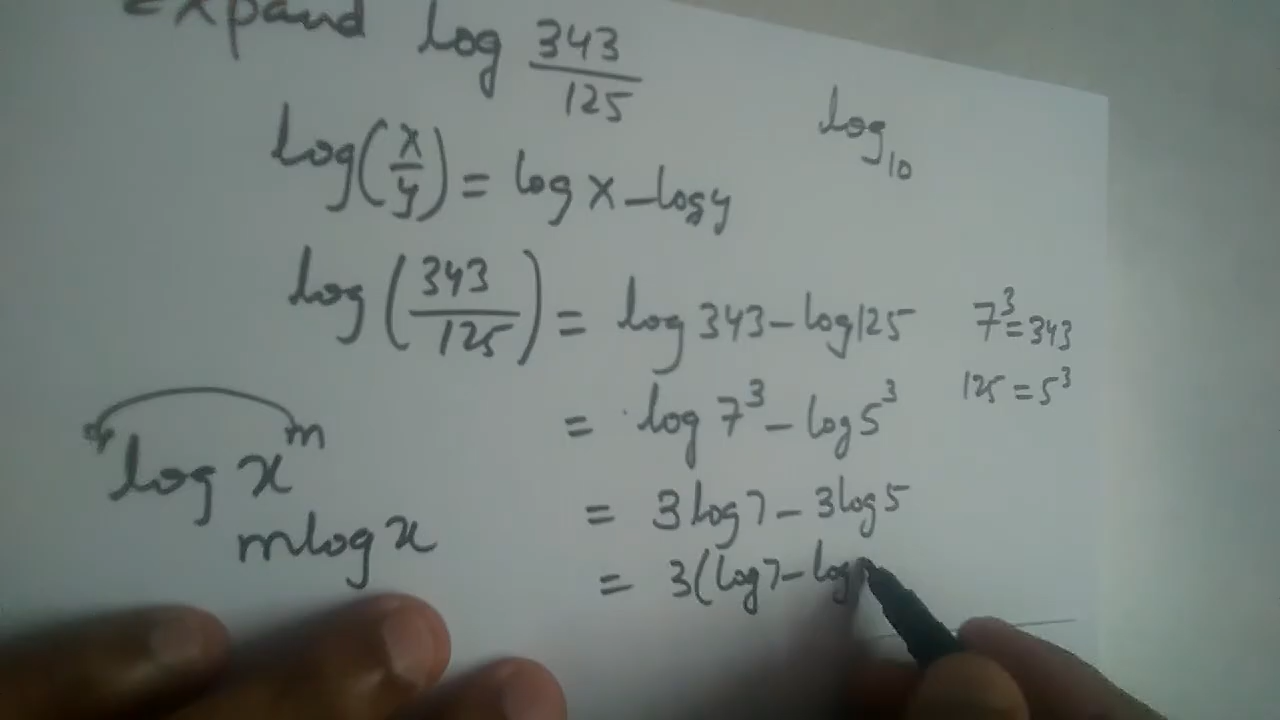 Expand log 343/125
log₁₀
log(x/y) = log x - log y
log(343/125) = log 343 - log 125
7³ = 343
= log 7³ - log 5³
125 = 5³
log xᵐ
= 3 log 7 - 3 log 5
m log x
= 3(log 7 - log